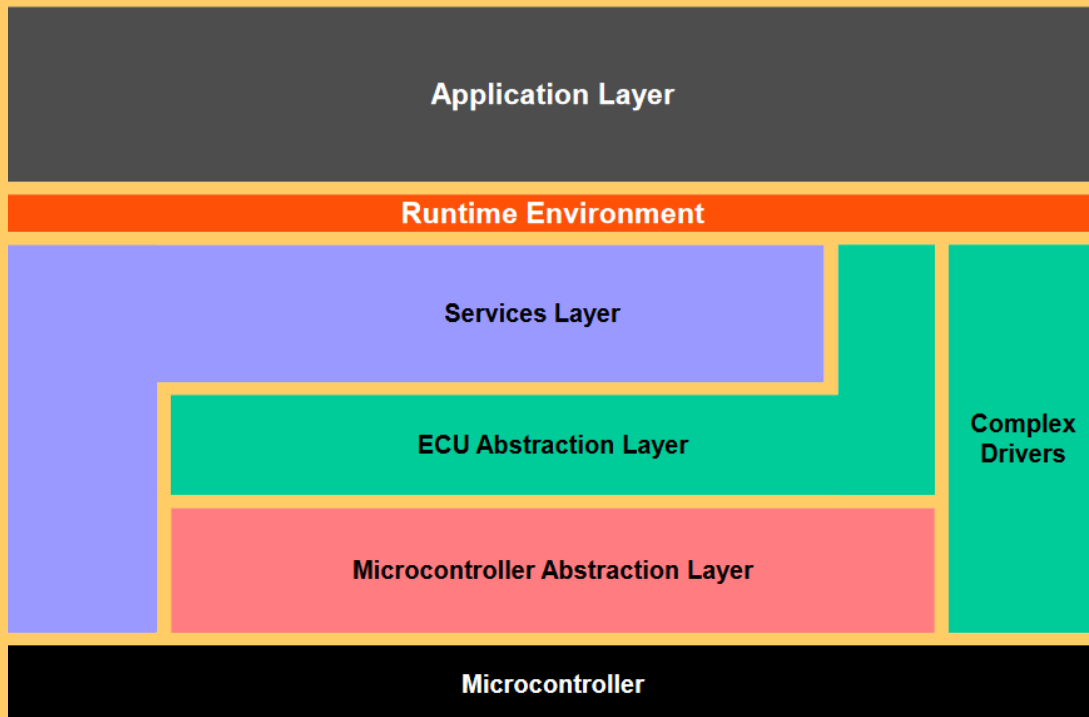 Application Layer
Runtime Environment
Services Layer
ECU Abstraction Layer
Complex
Drivers
Microcontroller Abstraction Layer
Microcontroller